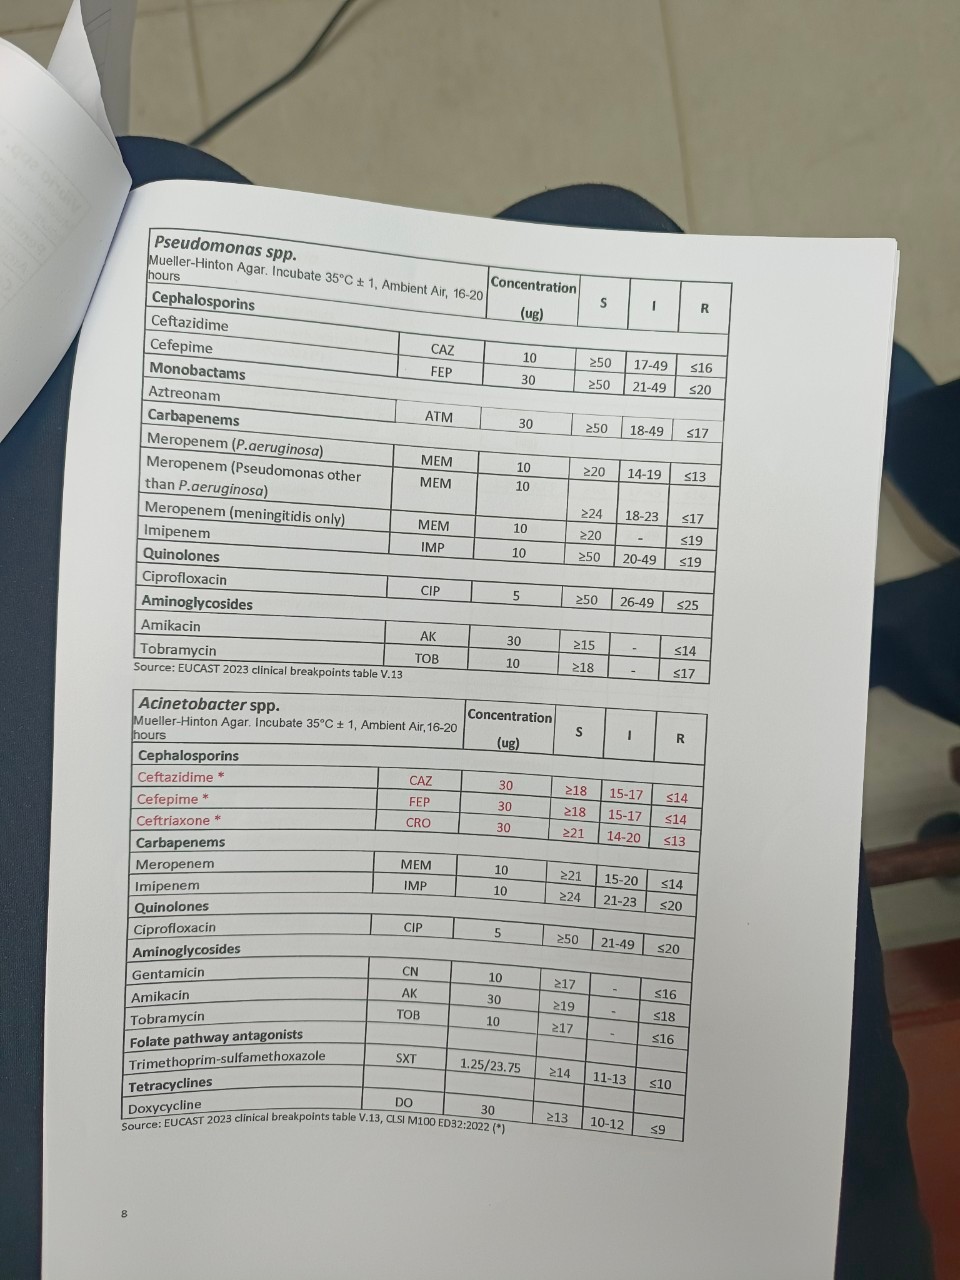 Pseudomonas spp.
Mueller-Hinton Agar. Incubate 35°C ± 1, Ambient Air, 16-20 hours | Concentration (ug) | S | I | R
Cephalosporins
Ceftazidime | CAZ | 10 | ≥50 | 17-49 | ≤16
Cefepime | FEP | 30 | ≥50 | 21-49 | ≤20
Monobactams
Aztreonam | ATM | 30 | ≥50 | 18-49 | ≤17
Carbapenems
Meropenem (P.aeruginosa) | MEM | 10 | ≥20 | 14-19 | ≤13
Meropenem (Pseudomonas other than P.aeruginosa) | MEM | 10 | ≥24 | 18-23 | ≤17
Meropenem (meningitidis only) | MEM | 10 | ≥20 | - | ≤19
Imipenem | IMP | 10 | ≥50 | 20-49 | ≤19
Quinolones
Ciprofloxacin | CIP | 5 | ≥50 | 26-49 | ≤25
Aminoglycosides
Amikacin | AK | 30 | ≥15 | - | ≤14
Tobramycin | TOB | 10 | ≥18 | - | ≤17
Source: EUCAST 2023 clinical breakpoints table V.13
Acinetobacter spp.
Mueller-Hinton Agar. Incubate 35°C ± 1, Ambient Air,16-20 hours | Concentration (ug) | S | I | R
Cephalosporins
Ceftazidime * | CAZ | 30 | ≥18 | 15-17 | ≤14
Cefepime * | FEP | 30 | ≥18 | 15-17 | ≤14
Ceftriaxone * | CRO | 30 | ≥21 | 14-20 | ≤13
Carbapenems
Meropenem | MEM | 10 | ≥21 | 15-20 | ≤14
Imipenem | IMP | 10 | ≥24 | 21-23 | ≤20
Quinolones
Ciprofloxacin | CIP | 5 | ≥50 | 21-49 | ≤20
Aminoglycosides
Gentamicin | CN | 10 | ≥17 | - | ≤16
Amikacin | AK | 30 | ≥19 | - | ≤18
Tobramycin | TOB | 10 | ≥17 | - | ≤16
Folate pathway antagonists
Trimethoprim-sulfamethoxazole | SXT | 1.25/23.75 | ≥14 | 11-13 | ≤10
Tetracyclines
Doxycycline | DO | 30 | ≥13 | 10-12 | ≤9
Source: EUCAST 2023 clinical breakpoints table V.13, CLSI M100 ED32:2022 (*)
8